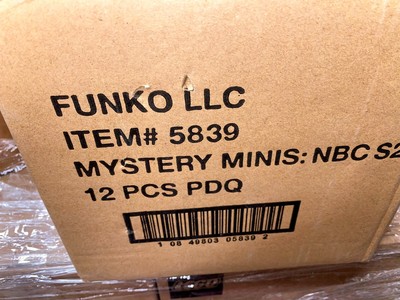 FUNKO LLC
ITEM# 5839
MYSTERY MINIS: NBC S2
12 PCS PDQ
1 08 49803 05839 2